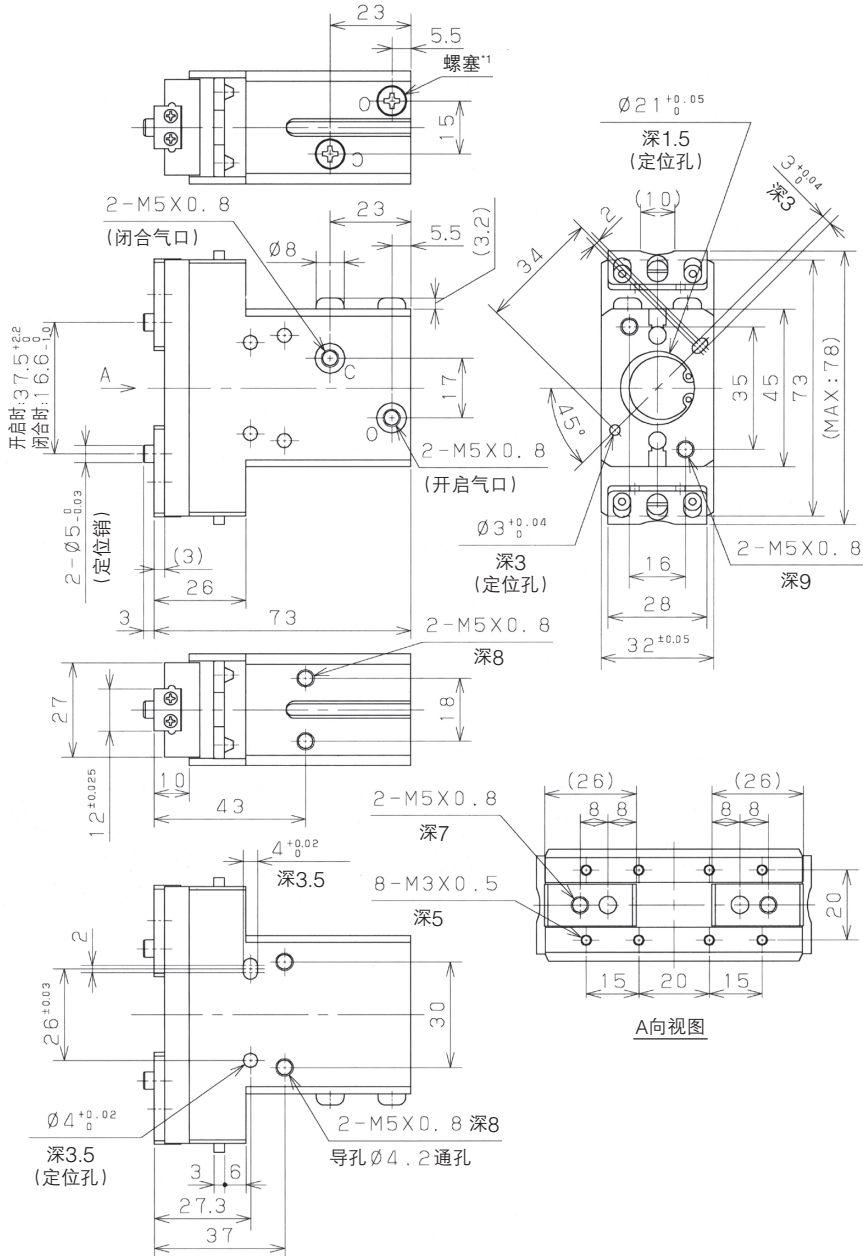 23
5.5
螺塞*1
O
15
C
2-M5X0.8
(闭合气口)
Ø8
23
5.5
(3.2)
C
17
O
2-M5X0.8
(开启气口)
A
开启时:37.5 +2.2 0
闭合时:16.6 0 -1.0
2-Ø5 0 -0.03
(定位销)
(3)
26
3
73
Ø21 +0.05 0
深1.5
(定位孔)
(10)
3 +0.04 0
深3
2
34
45°
35
45
73
(MAX:78)
Ø3 +0.04 0
深3
(定位孔)
16
28
32±0.05
2-M5X0.8
深9
2-M5X0.8
深8
27
12±0.025
18
10
43
4 +0.02 0
深3.5
2
26±0.03
30
Ø4 +0.02 0
深3.5
(定位孔)
2-M5X0.8 深8
导孔Ø4.2通孔
3
6
27.3
37
(26)
(26)
8
8
8
8
2-M5X0.8
深7
8-M3X0.5
深5
20
15
20
15
A向视图